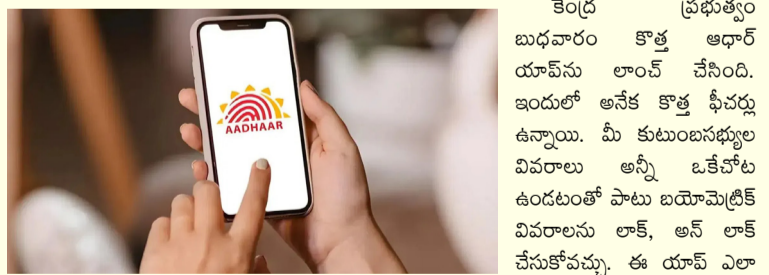 AADHAAR
కేంద్ర ప్రభుత్వం
బుధవారం కొత్త ఆధార్
యాప్‌ను లాంచ్ చేసింది.
ఇందులో అనేక కొత్త ఫీచర్లు
ఉన్నాయి. మీ కుటుంబసభ్యుల
వివరాలు అన్నీ ఒకేచోట
ఉండటంతో పాటు బయోమెట్రిక్
వివరాలను లాక్, అన్ లాక్
చేసుకోవచ్చు. ఈ యాప్ ఎలా